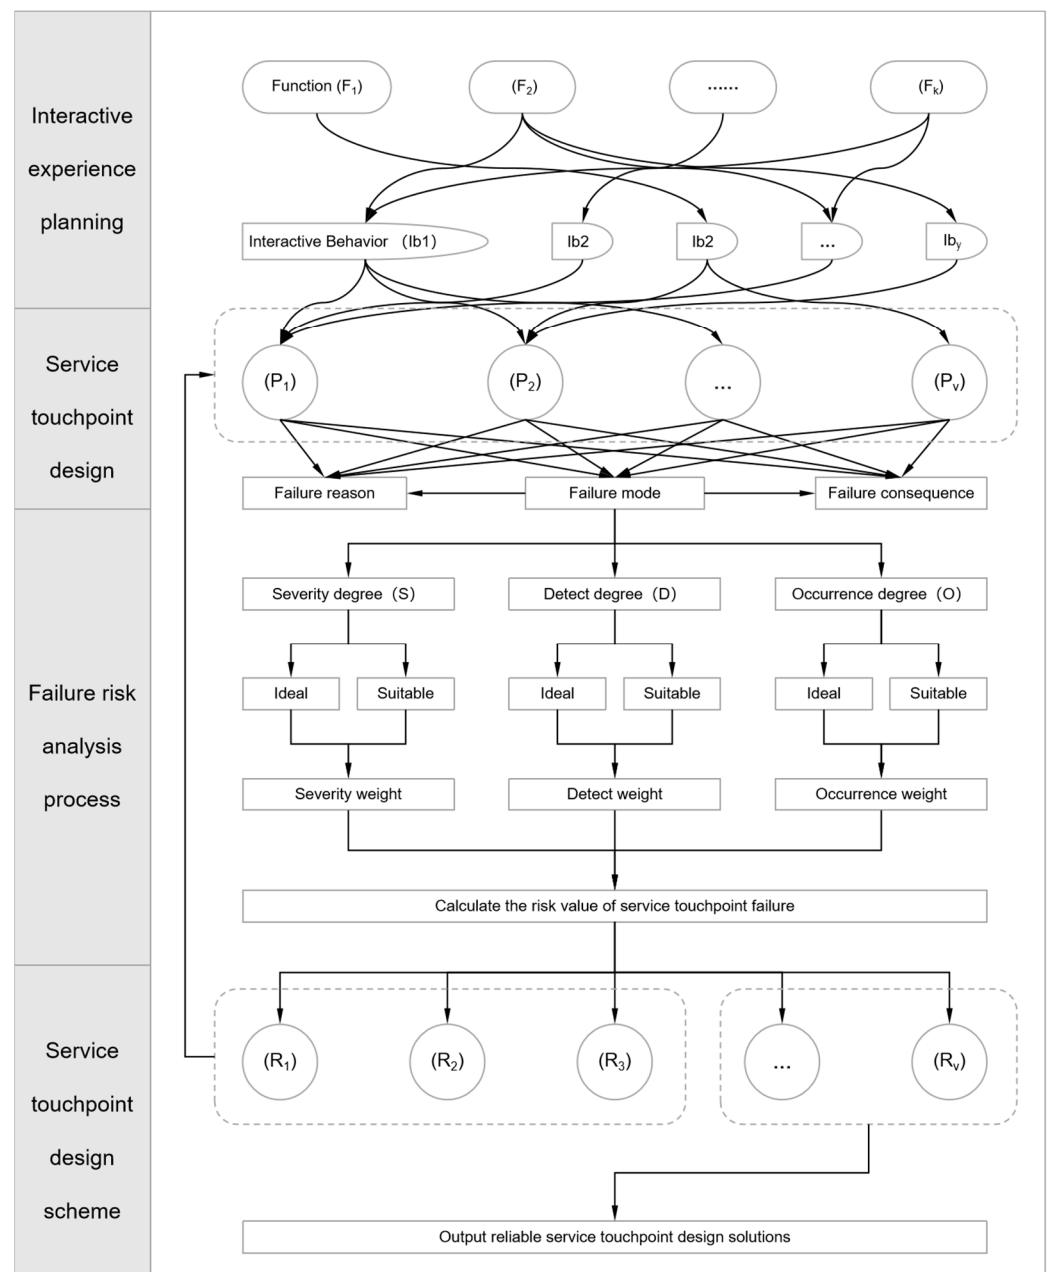 Interactive
experience
planning
Function (F₁)
(F₂)
......
(Fₖ)
Interactive Behavior （Ib1）
Ib2
Ib2
...
Ibᵧ
Service
touchpoint
design
(P₁)
(P₂)
...
(Pᵥ)
Failure reason
Failure mode
Failure consequence
Failure risk
analysis
process
Severity degree（S）
Detect degree（D）
Occurrence degree（O）
Ideal
Suitable
Ideal
Suitable
Ideal
Suitable
Severity weight
Detect weight
Occurrence weight
Calculate the risk value of service touchpoint failure
Service
touchpoint
design
scheme
(R₁)
(R₂)
(R₃)
...
(Rᵥ)
Output reliable service touchpoint design solutions